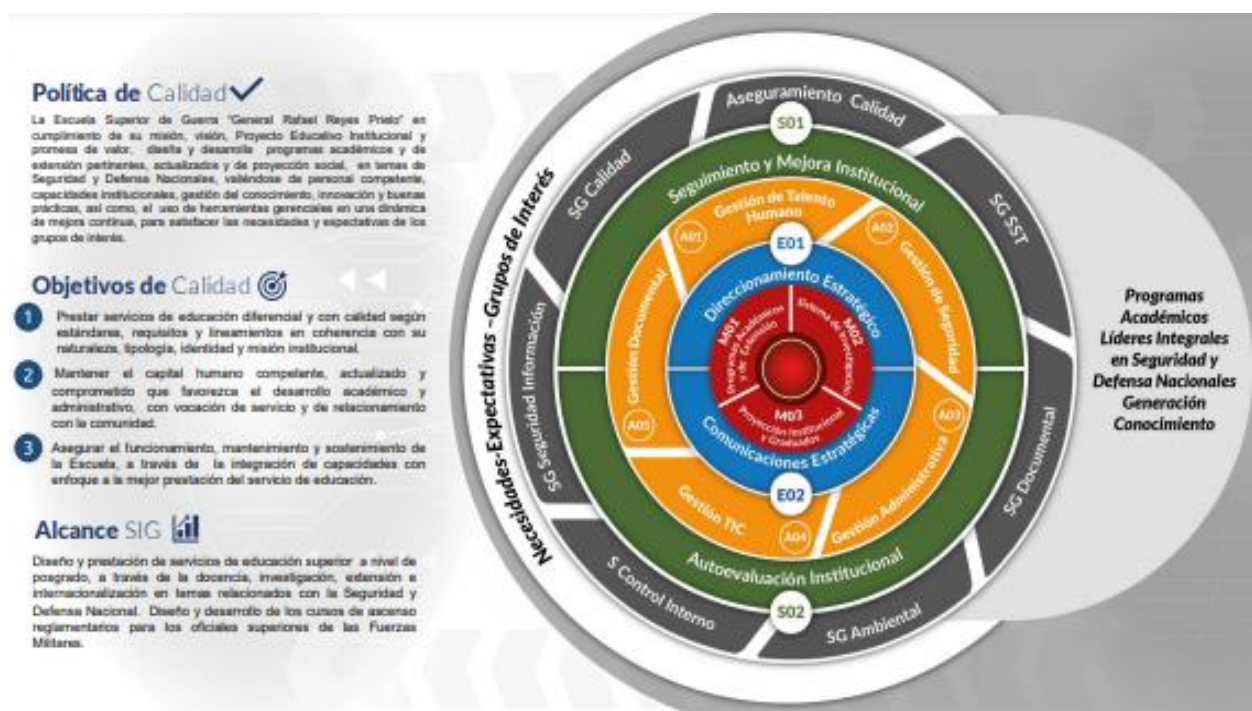 Política de Calidad
La Escuela Superior de Guerra "General Rafael Reyes Prieto" en
cumplimiento de su misión, visión, Proyecto Educativo Institucional y
promesa de valor, diseña y desarrolla programas académicos y de
extensión pertinentes, actualizados y de proyección social, en temas de
Seguridad y Defensa Nacionales, valiéndose de personal competente,
capacidades institucionales, gestión del conocimiento, innovación y buenas
prácticas, así como, el uso de herramientas gerenciales en una dinámica
de mejora continua, para satisfacer las necesidades y expectativas de los
grupos de interés.
Objetivos de Calidad
1 Prestar servicios de educación diferencial y con calidad según
estándares, requisitos y lineamientos en coherencia con su
naturaleza, tipología, identidad y misión institucional.
2 Mantener el capital humano competente, actualizado y
comprometido que favorezca el desarrollo académico y
administrativo, con vocación de servicio y de relacionamiento
con la comunidad.
3 Asegurar el funcionamiento, mantenimiento y sostenimiento de
la Escuela, a través de la integración de capacidades con
enfoque a la mejor prestación del servicio de educación.
Alcance SIG
Diseño y prestación de servicios de educación superior a nivel de
posgrado, a través de la docencia, investigación, extensión e
internacionalización en temas relacionados con la Seguridad y
Defensa Nacional. Diseño y desarrollo de los cursos de ascenso
reglamentarios para los oficiales superiores de las Fuerzas
Militares.
Necesidades-Expectativas -Grupos de Interés
Aseguramiento Calidad
SG SST
SG Documental
SG Ambiental
S Control Interno
SG Seguridad Información
SG Calidad
S01
Seguimiento y Mejora Institucional
Autoevaluación Institucional
S02
Gestión de Talento
Humano
A01
A02
Gestión de Seguridad
A03
Gestión Administrativa
A04
Gestión TIC
A05
Gestión Documental
E01
Direccionamiento Estratégico
Comunicaciones Estratégicas
E02
M01
Programas Académicos
y de Extensión
M02
Sistema de Investigación
M03
Proyección Institucional
y Graduados
Programas
Académicos
Líderes Integrales
en Seguridad y
Defensa Nacionales
Generación
Conocimiento